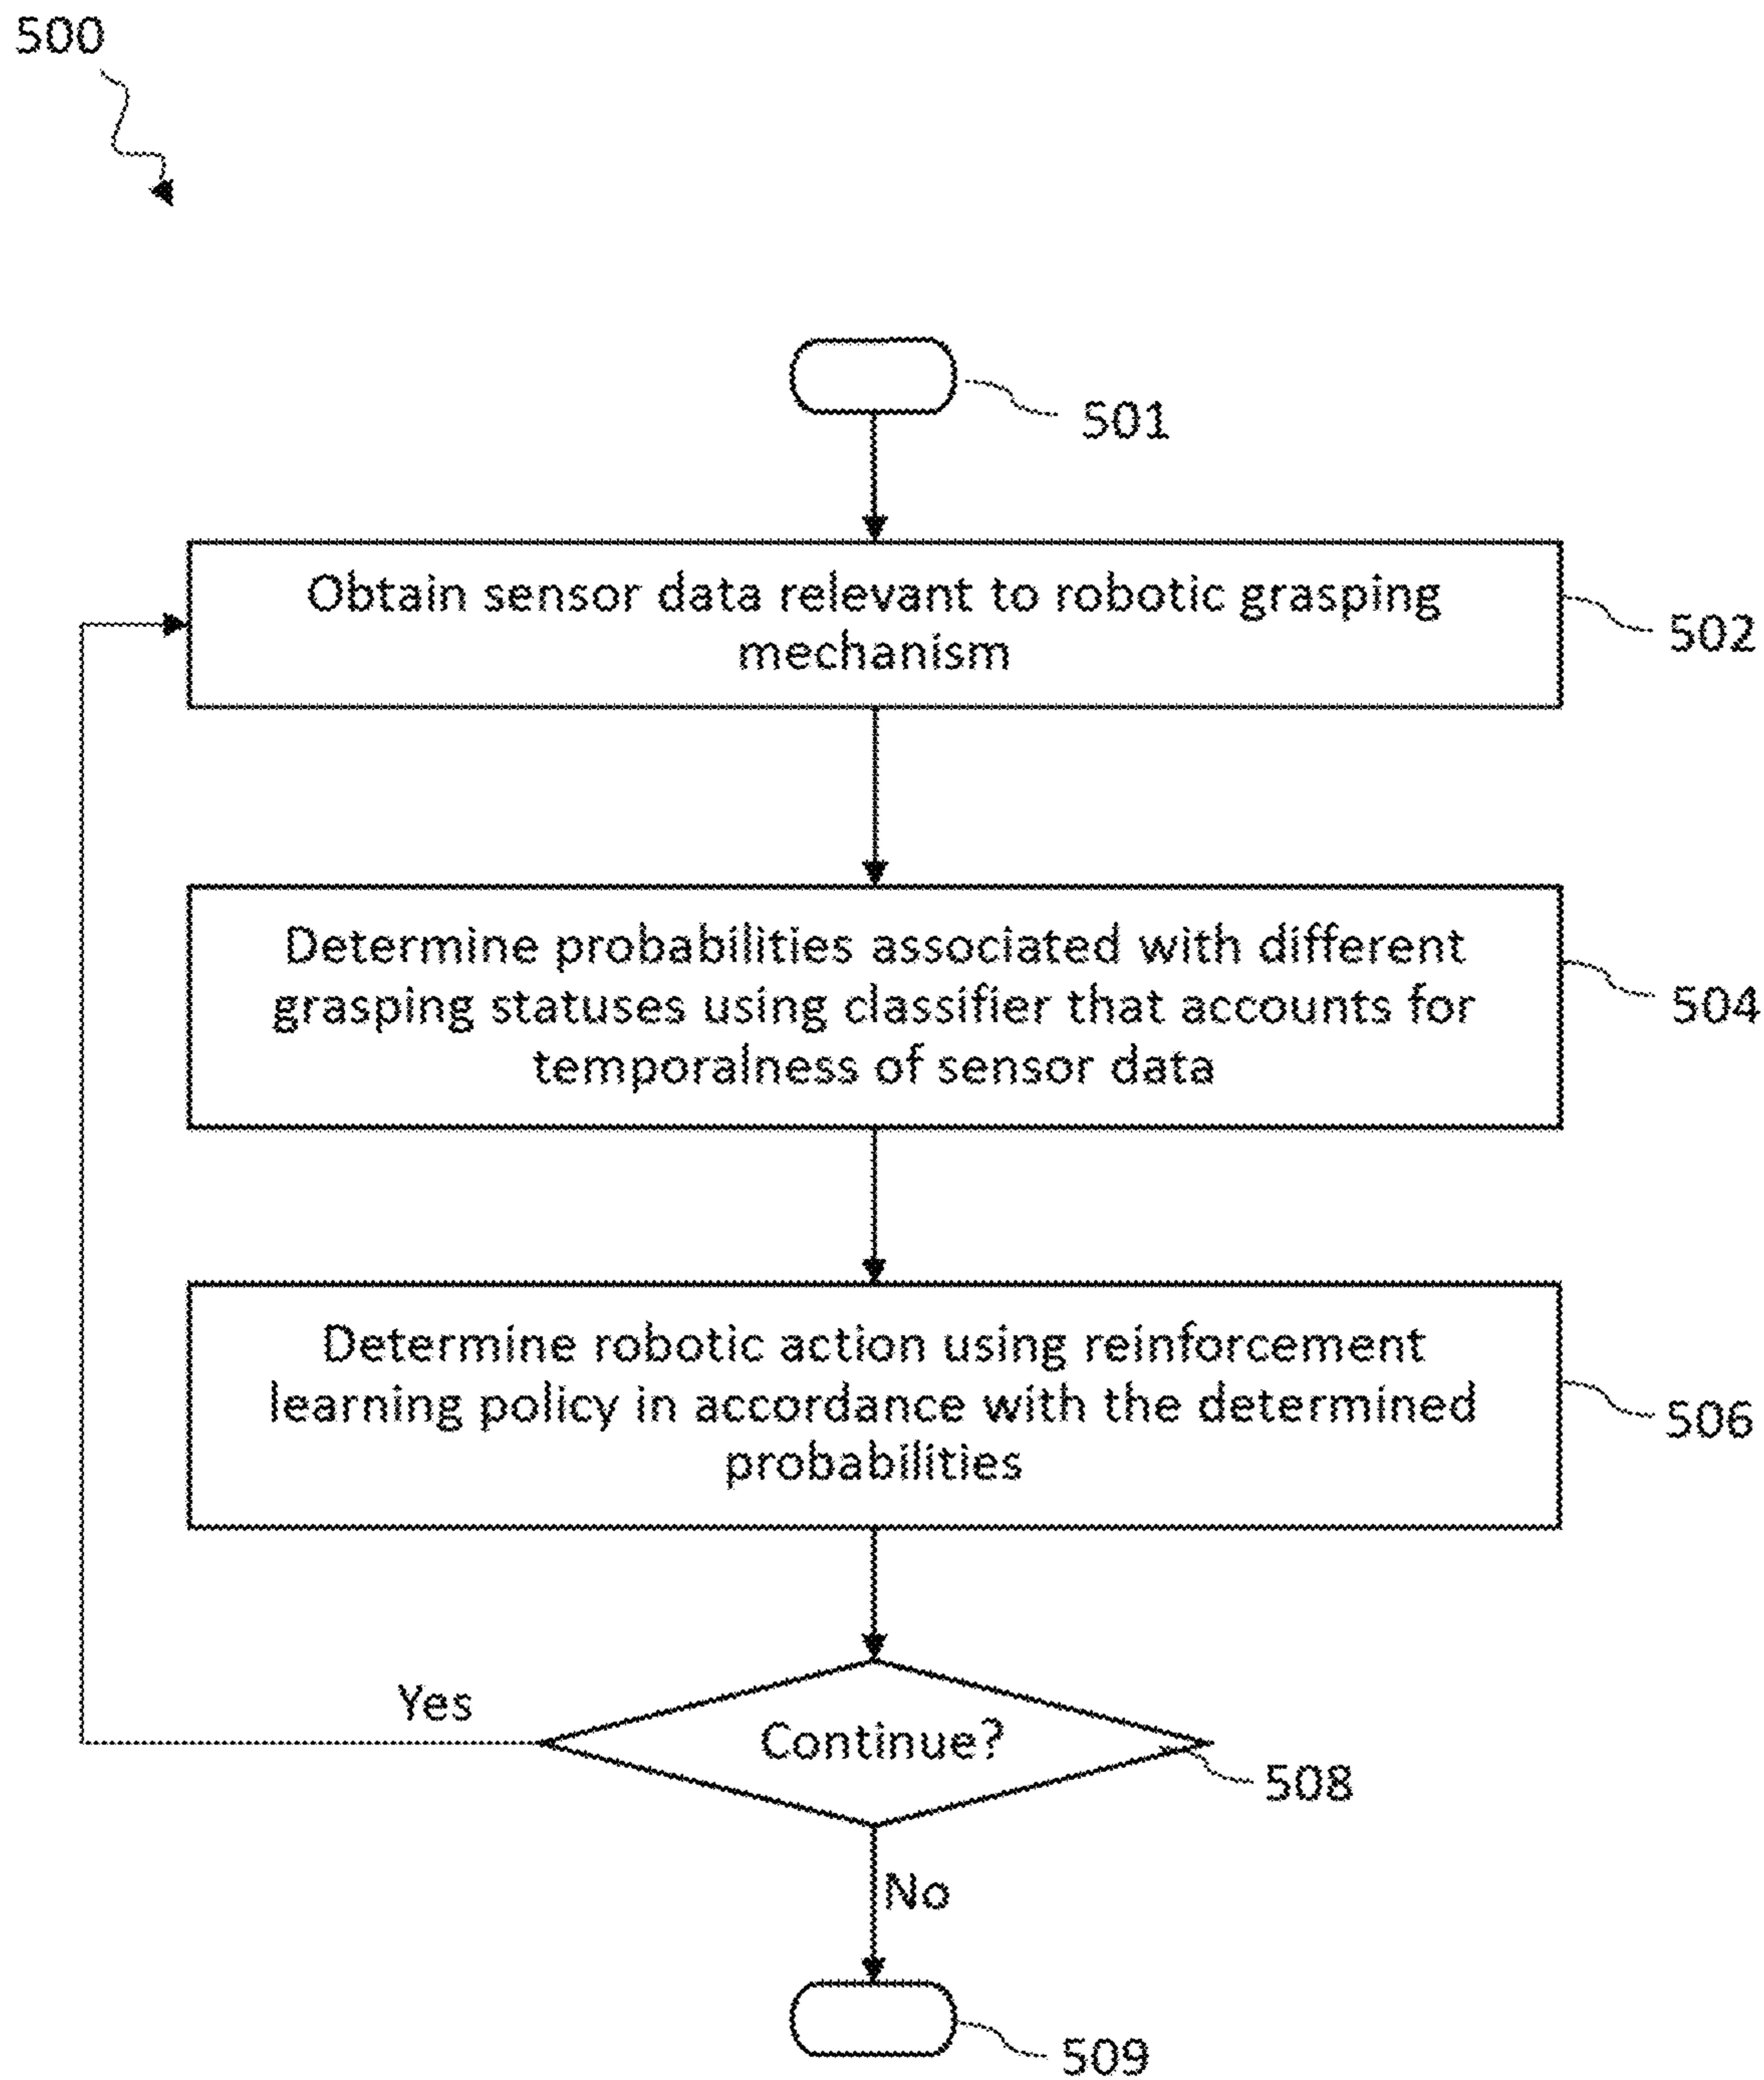 500
501
Obtain sensor data relevant to robotic grasping
mechanism
502
Determine probabilities associated with different
grasping statuses using classifier that accounts for
temporalness of sensor data
504
Determine robotic action using reinforcement
learning policy in accordance with the determined
probabilities
506
Yes
Continue?
508
No
509